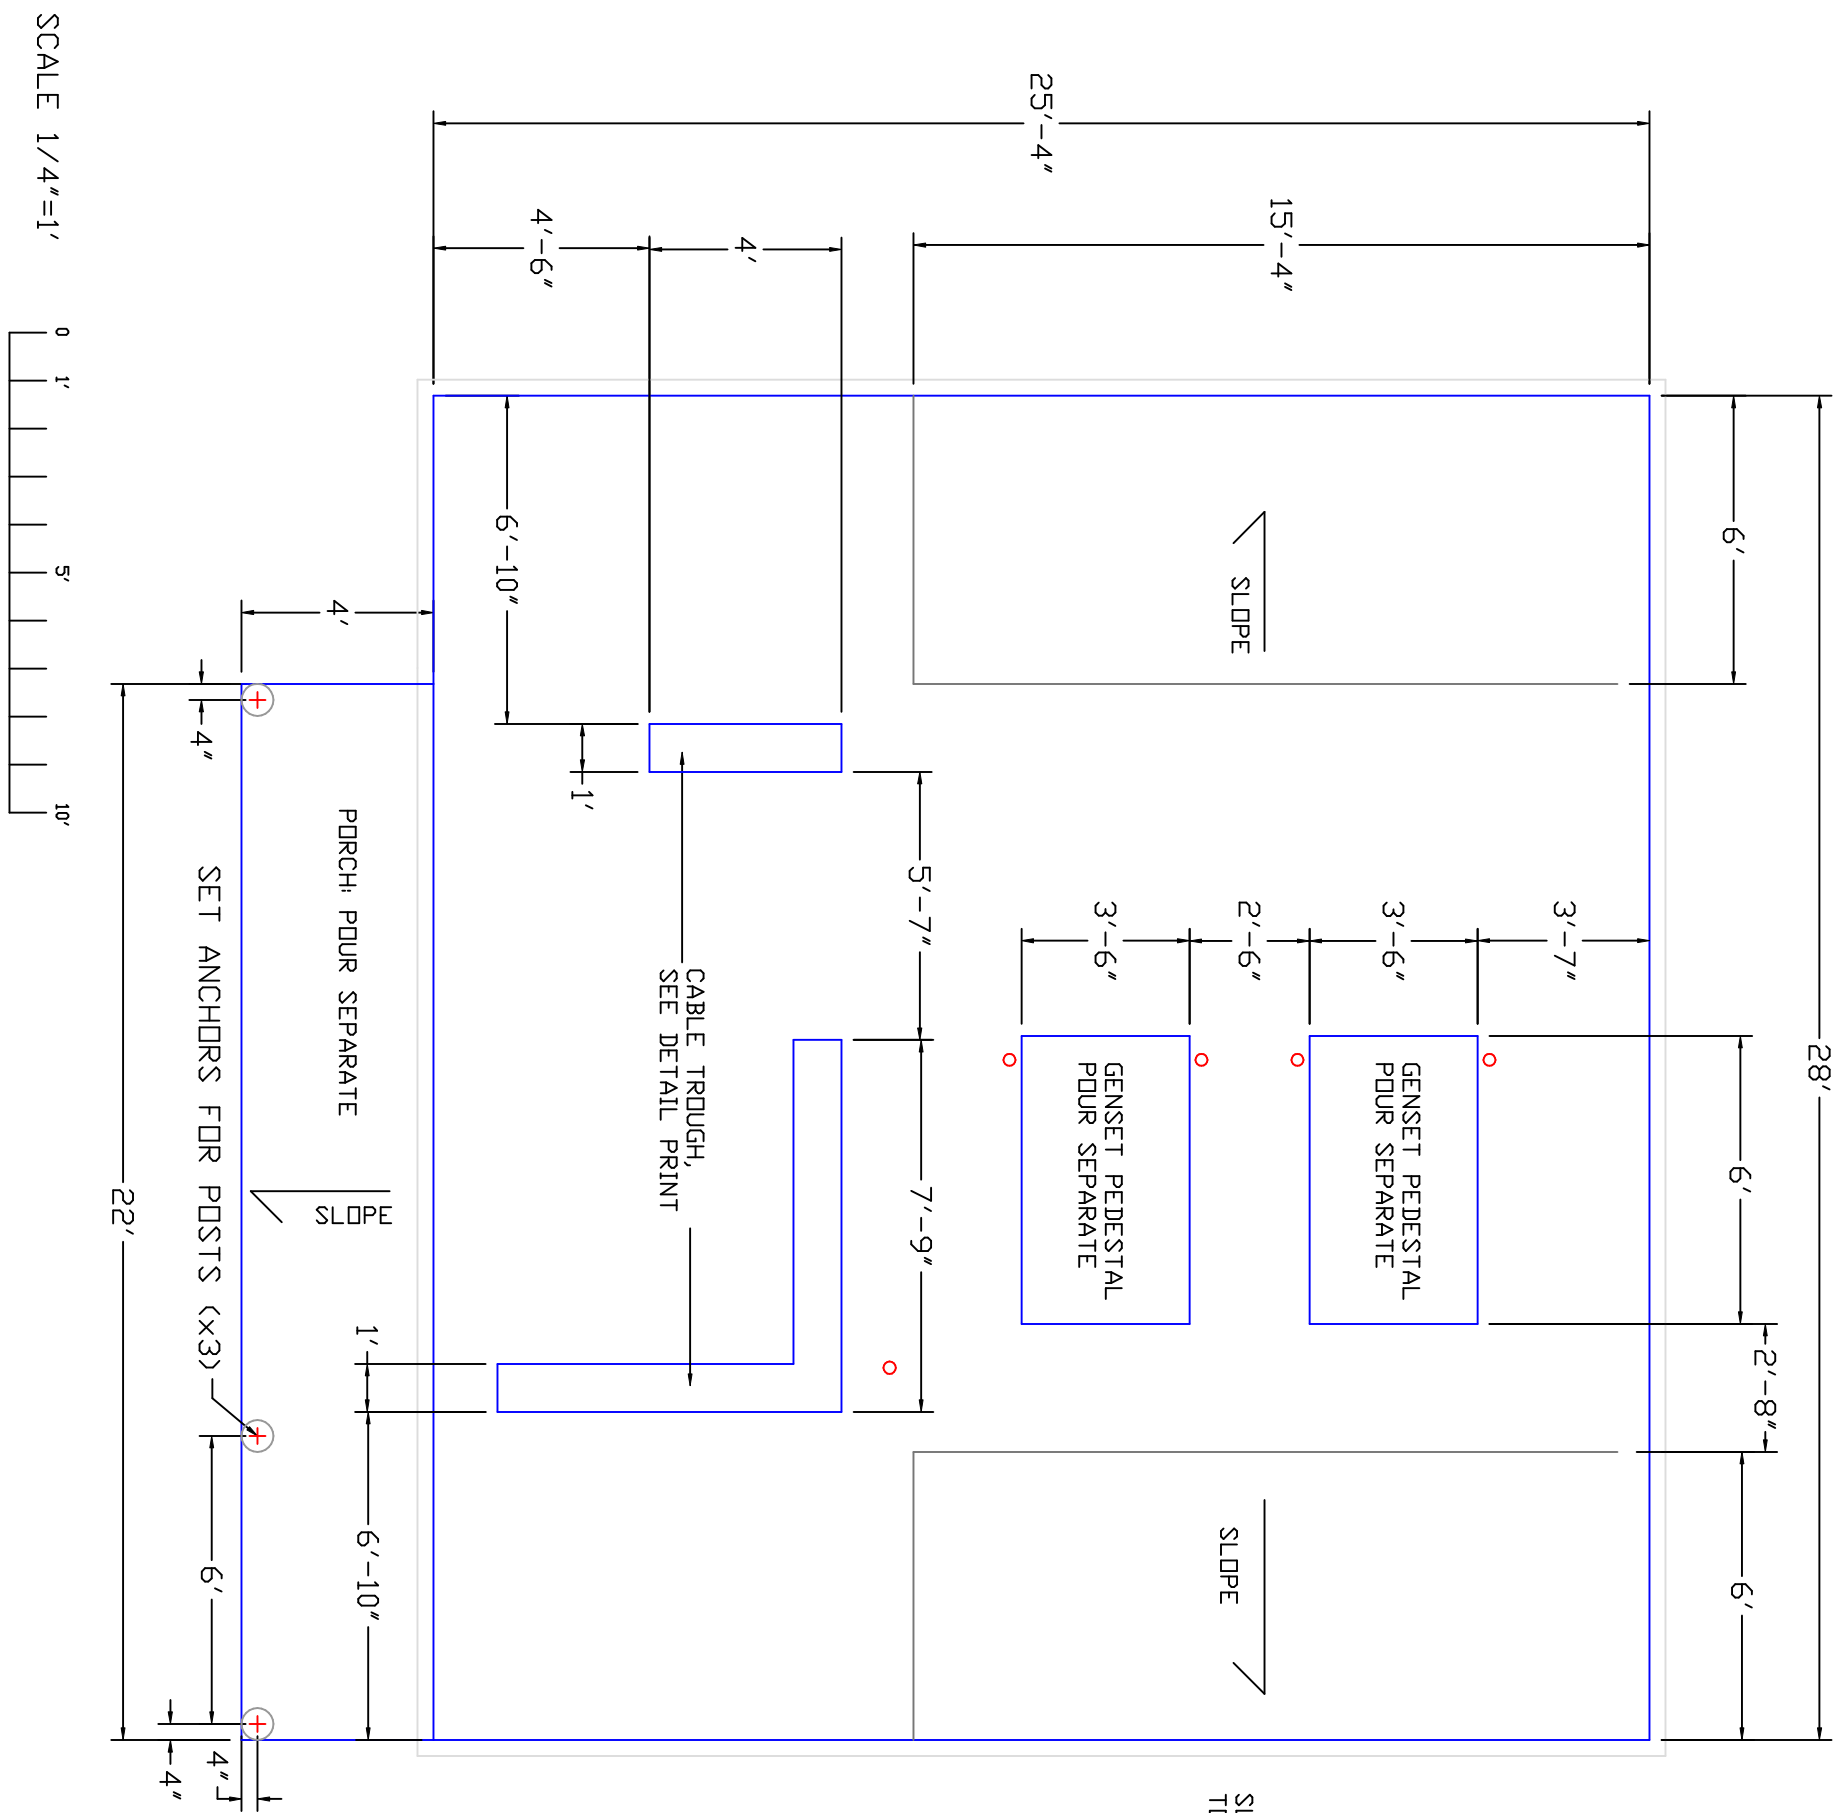 28'
6'
6'
2'-8"
6'
3'-7"
3'-6"
2'-6"
3'-6"
GENSET PEDESTAL
POUR SEPARATE
GENSET PEDESTAL
POUR SEPARATE
SLOPE
SLOPE
15'-4"
25'-4"
4'
4'-6"
5'-7"
7'-9"
CABLE TROUGH,
SEE DETAIL PRINT
1'
6'-10"
1'
6'-10"
4'
PORCH: POUR SEPARATE
SLOPE
4"
SET ANCHORS FOR POSTS (x3)
6'
4"
4"
22'
SCALE 1/4"=1'
0 1' 5' 10'